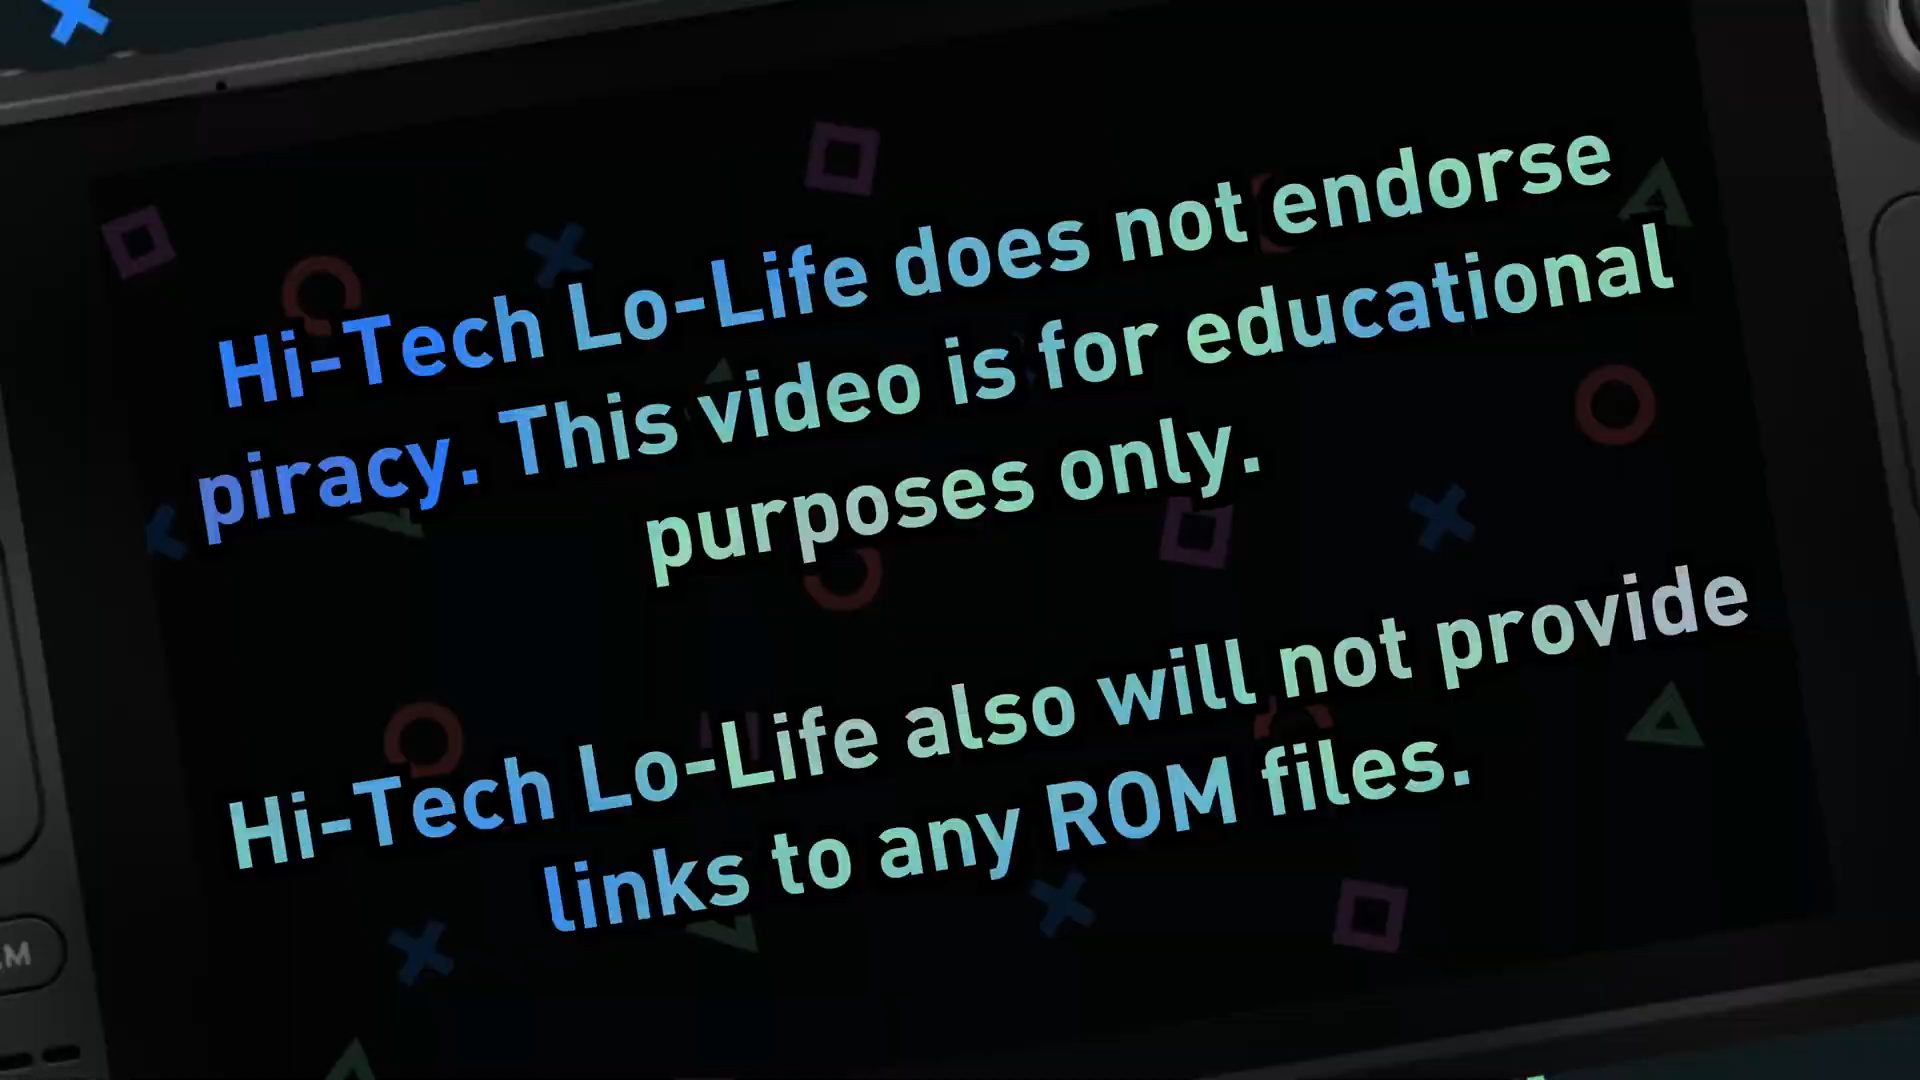 Hi-Tech Lo-Life does not endorse
piracy. This video is for educational
purposes only.
Hi-Tech Lo-Life also will not provide
links to any ROM files.